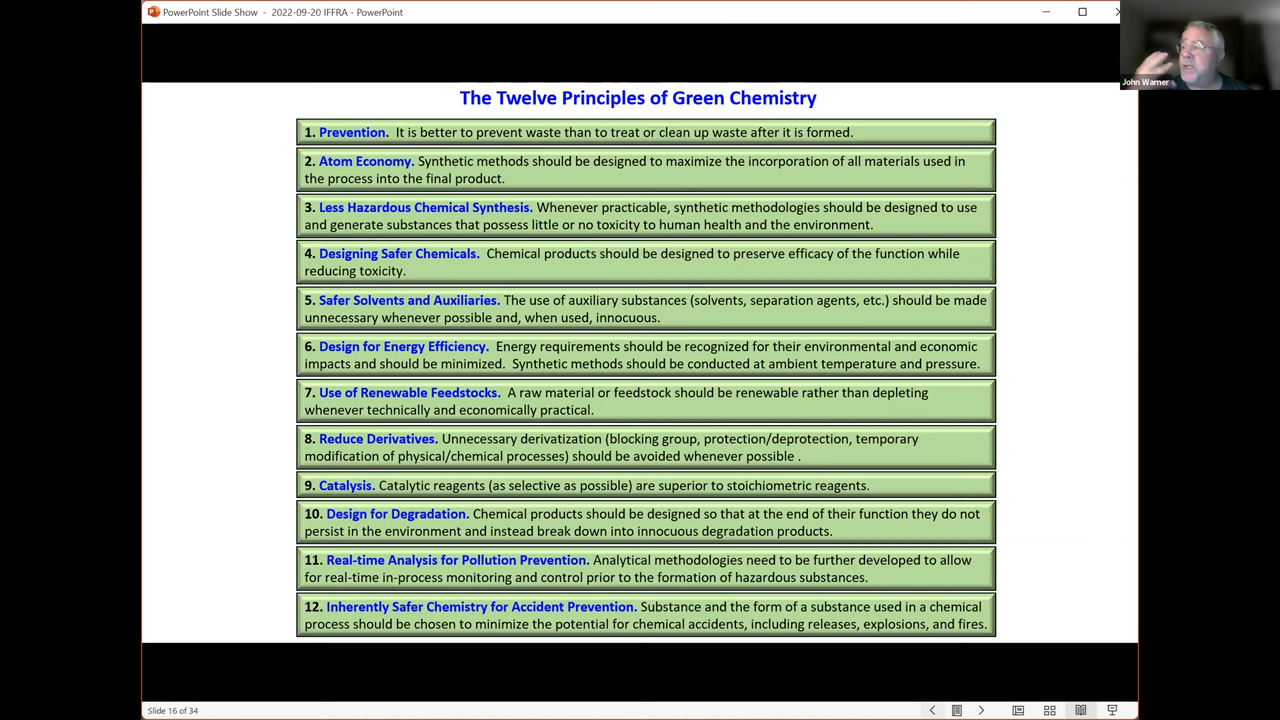 PowerPoint Slide Show - 2022-09-20 IFFRA - PowerPoint
John Warner
The Twelve Principles of Green Chemistry
1. Prevention. It is better to prevent waste than to treat or clean up waste after it is formed.
2. Atom Economy. Synthetic methods should be designed to maximize the incorporation of all materials used in
the process into the final product.
3. Less Hazardous Chemical Synthesis. Whenever practicable, synthetic methodologies should be designed to use
and generate substances that possess little or no toxicity to human health and the environment.
4. Designing Safer Chemicals. Chemical products should be designed to preserve efficacy of the function while
reducing toxicity.
5. Safer Solvents and Auxiliaries. The use of auxiliary substances (solvents, separation agents, etc.) should be made
unnecessary whenever possible and, when used, innocuous.
6. Design for Energy Efficiency. Energy requirements should be recognized for their environmental and economic
impacts and should be minimized. Synthetic methods should be conducted at ambient temperature and pressure.
7. Use of Renewable Feedstocks. A raw material or feedstock should be renewable rather than depleting
whenever technically and economically practical.
8. Reduce Derivatives. Unnecessary derivatization (blocking group, protection/deprotection, temporary
modification of physical/chemical processes) should be avoided whenever possible .
9. Catalysis. Catalytic reagents (as selective as possible) are superior to stoichiometric reagents.
10. Design for Degradation. Chemical products should be designed so that at the end of their function they do not
persist in the environment and instead break down into innocuous degradation products.
11. Real-time Analysis for Pollution Prevention. Analytical methodologies need to be further developed to allow
for real-time in-process monitoring and control prior to the formation of hazardous substances.
12. Inherently Safer Chemistry for Accident Prevention. Substance and the form of a substance used in a chemical
process should be chosen to minimize the potential for chemical accidents, including releases, explosions, and fires.
Slide 16 of 34